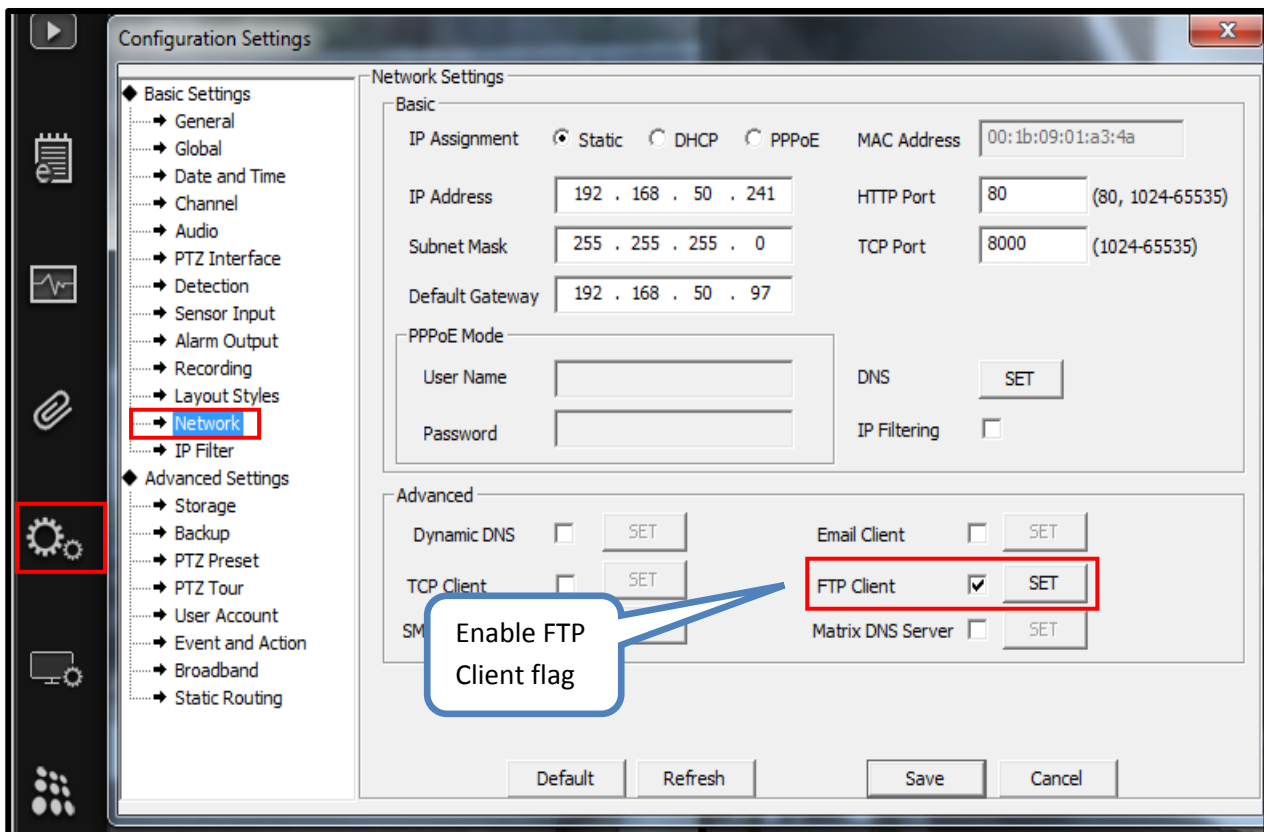 Configuration Settings
Basic Settings
General
Global
Date and Time
Channel
Audio
PTZ Interface
Detection
Sensor Input
Alarm Output
Recording
Layout Styles
Network
IP Filter
Advanced Settings
Storage
Backup
PTZ Preset
PTZ Tour
User Account
Event and Action
Broadband
Static Routing
Network Settings
Basic
IP Assignment Static DHCP PPPoE MAC Address 00:1b:09:01:a3:4a
IP Address 192 . 168 . 50 . 241 HTTP Port 80 (80, 1024-65535)
Subnet Mask 255 . 255 . 255 . 0 TCP Port 8000 (1024-65535)
Default Gateway 192 . 168 . 50 . 97
PPPoE Mode
User Name DNS SET
Password IP Filtering
Advanced
Dynamic DNS SET Email Client SET
TCP Client SET FTP Client SET
SM Matrix DNS Server SET
Enable FTP
Client flag
Default Refresh Save Cancel